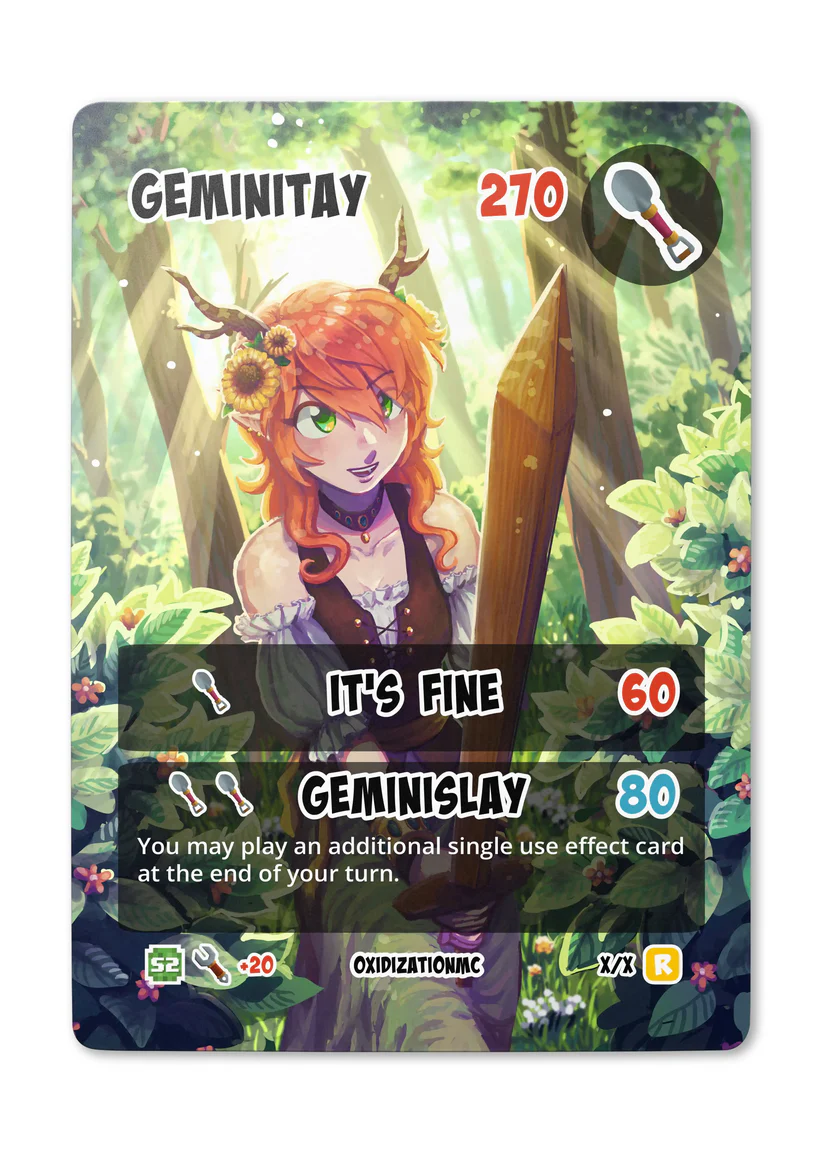 GEMINITAY 270
IT'S FINE 60
GEMINISLAY 80
You may play an additional single use effect card
at the end of your turn.
S2 +20 OXIDIZATIONMC X/X R